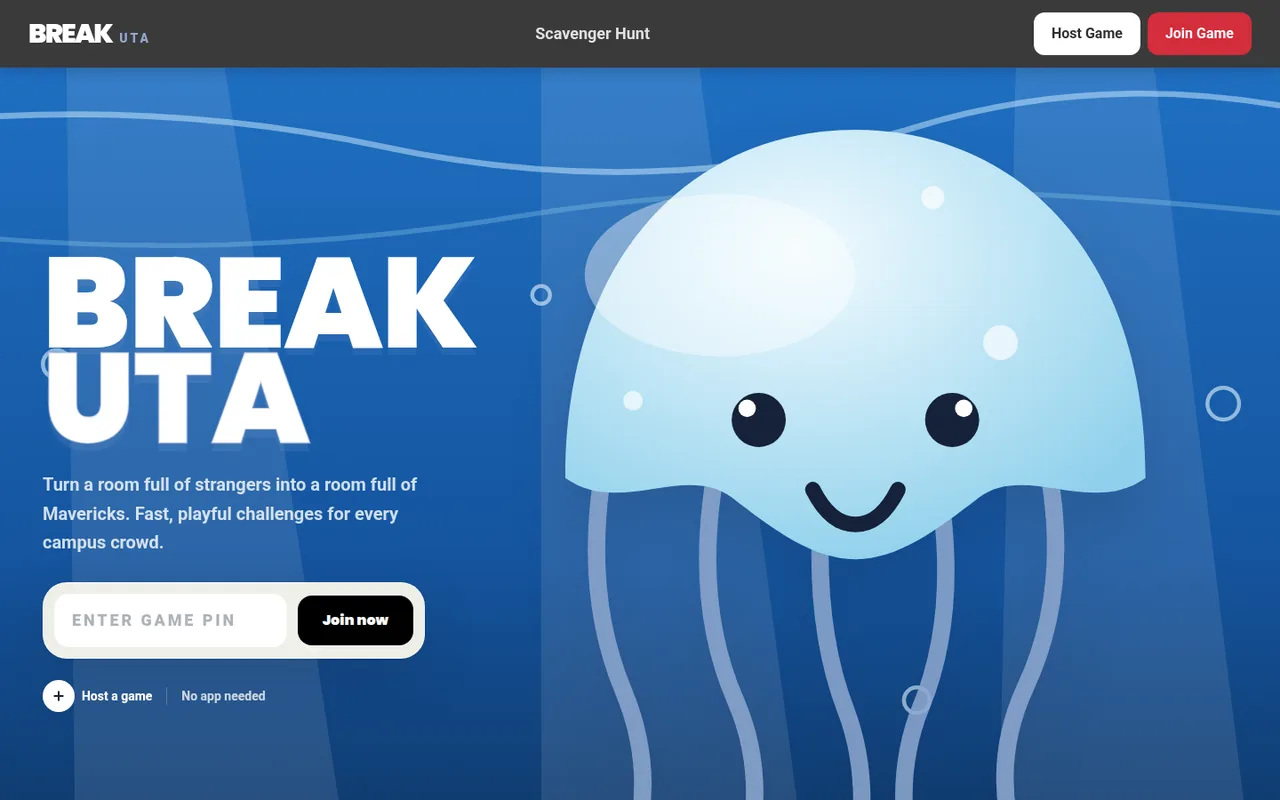 BREAK UTA
Scavenger Hunt
Host Game
Join Game
BREAK
UTA
Turn a room full of strangers into a room full of
Mavericks. Fast, playful challenges for every
campus crowd.
ENTER GAME PIN
Join now
+ Host a game
No app needed